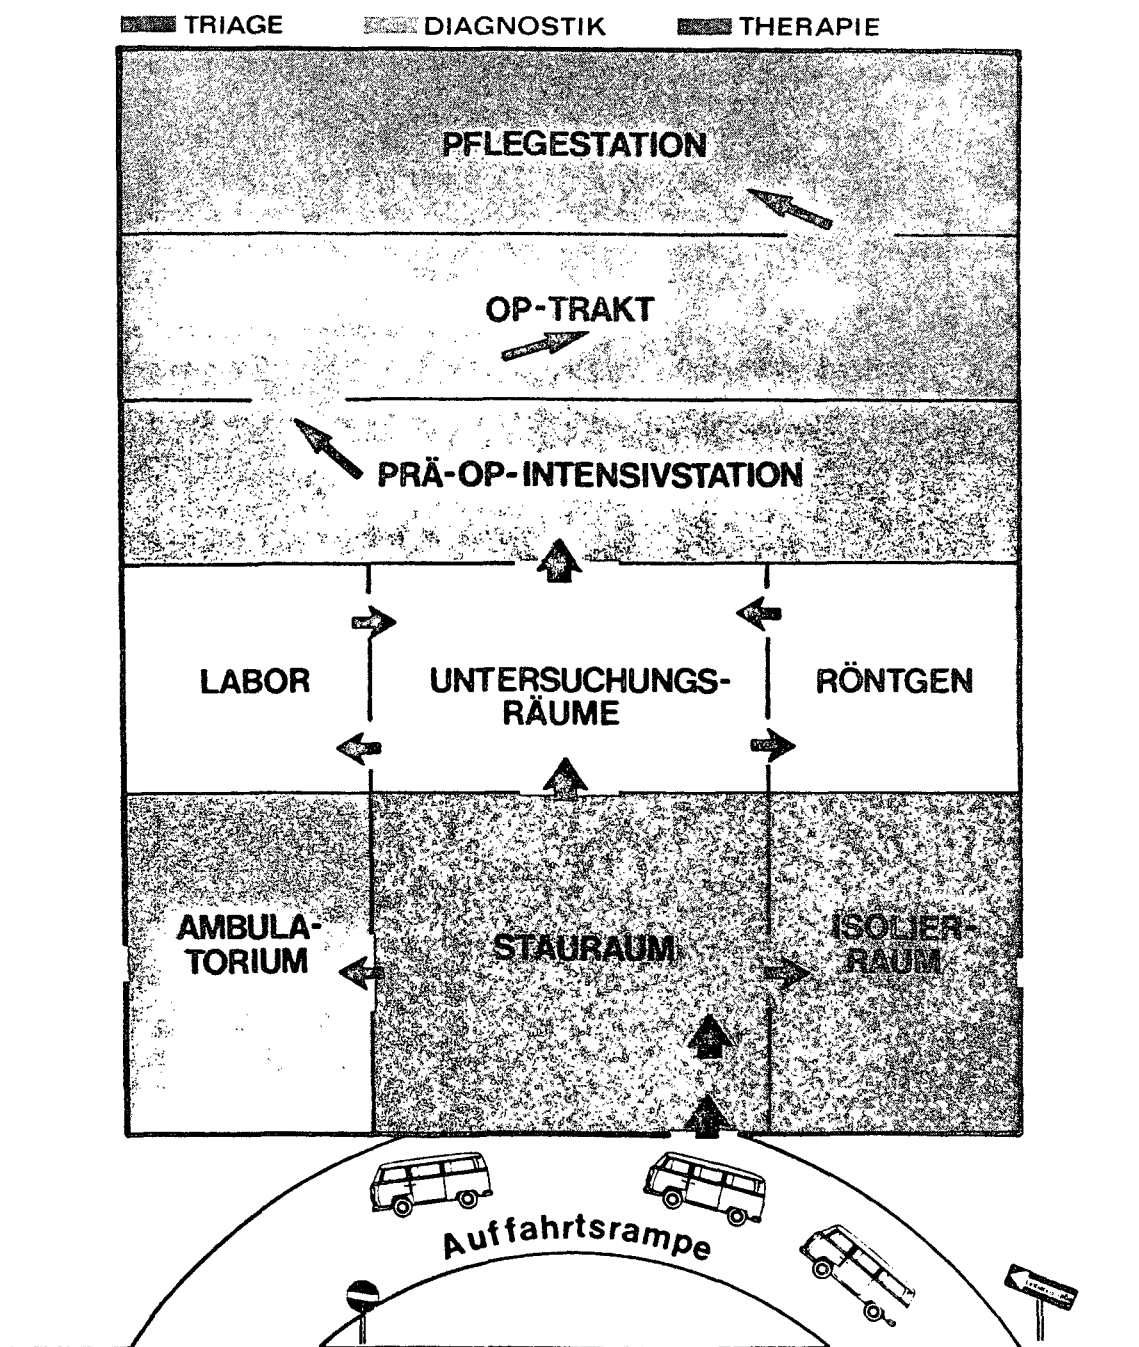 TRIAGE DIAGNOSTIK THERAPIE
PFLEGESTATION
OP-TRAKT
PRÄ-OP-INTENSIVSTATION
LABOR
UNTERSUCHUNGS-
RÄUME
RÖNTGEN
AMBULA-
TORIUM
STAURAUM
ISOLIER-
RAUM
Auffahrtsrampe